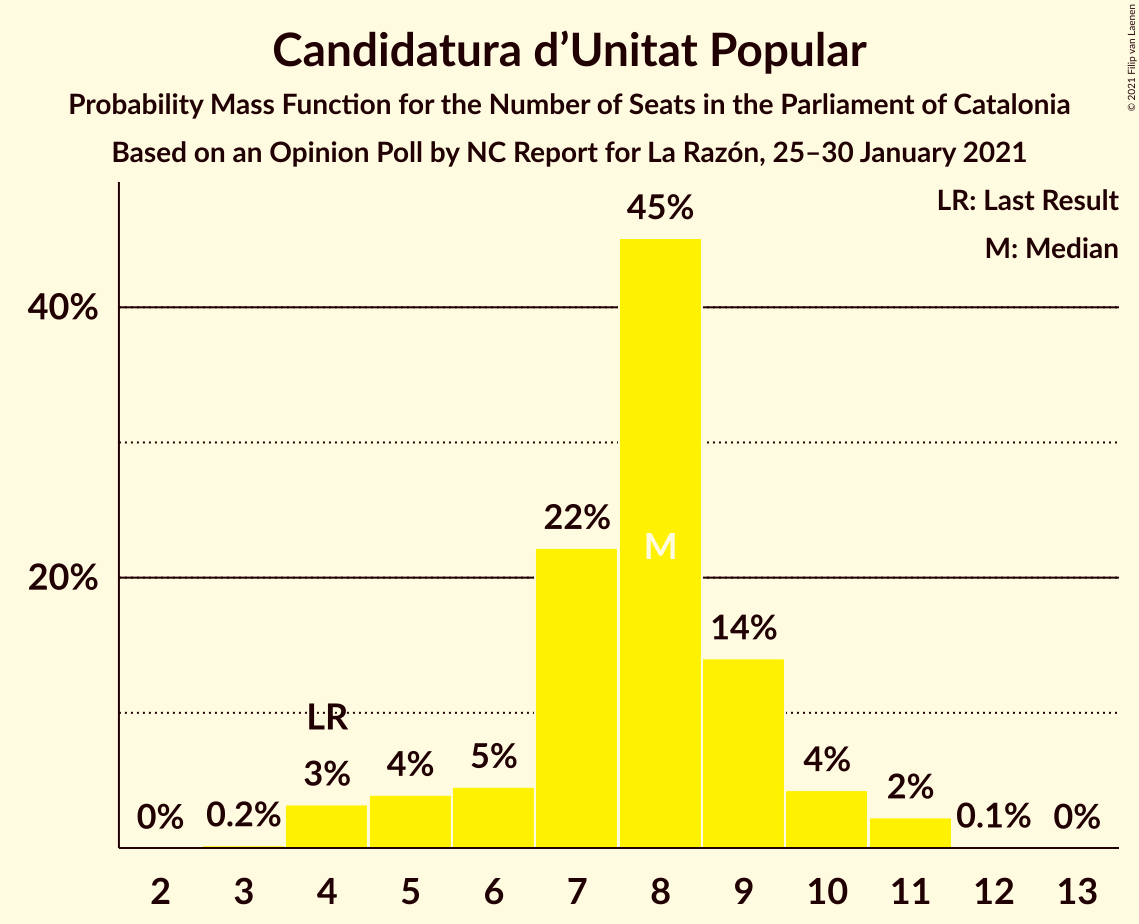 Candidatura d’Unitat Popular
Probability Mass Function for the Number of Seats in the Parliament of Catalonia
Based on an Opinion Poll by NC Report for La Razón, 25–30 January 2021
© 2021 Filip van Laenen
LR: Last Result
M: Median
45%
40%
22%
M
20%
14%
LR
0% 0.2% 3% 4% 5% 4% 2% 0.1% 0%
2 3 4 5 6 7 8 9 10 11 12 13